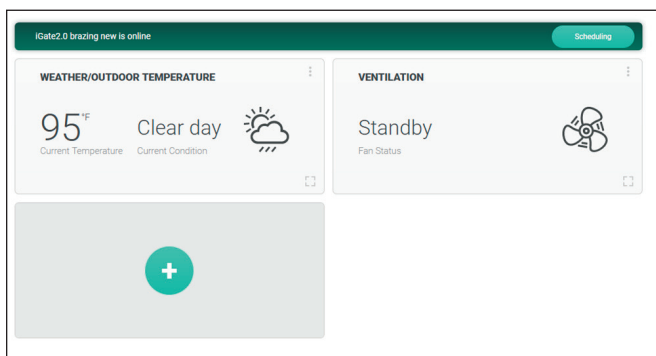 iGate2.0 brazing new is online
Scheduling
WEATHER/OUTDOOR TEMPERATURE
95°F
Current Temperature
Clear day
Current Condition
VENTILATION
Standby
Fan Status